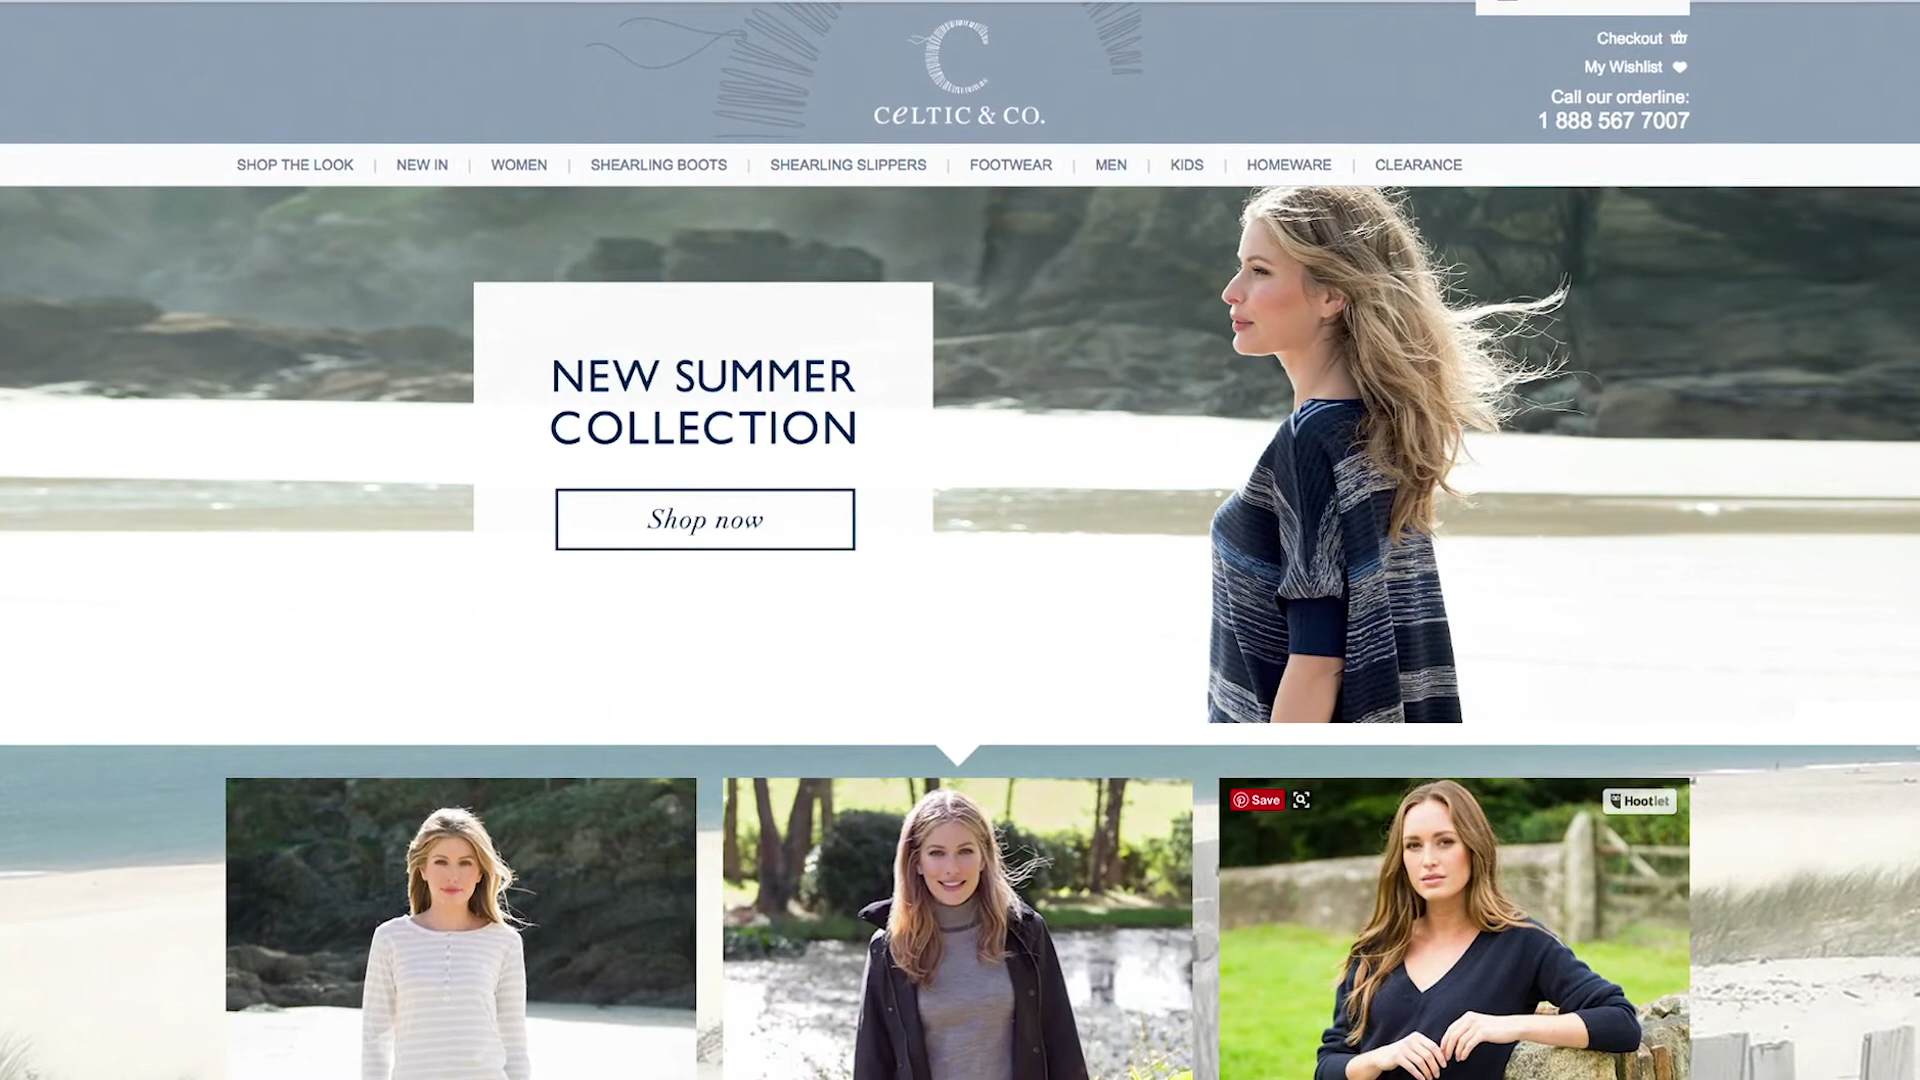 Checkout
My Wishlist
Call our orderline:
1 888 567 7007
CeLTIC & CO.
SHOP THE LOOK | NEW IN | WOMEN | SHEARLING BOOTS | SHEARLING SLIPPERS | FOOTWEAR | MEN | KIDS | HOMEWARE | CLEARANCE
NEW SUMMER
COLLECTION
Shop now
Save
Hootlet